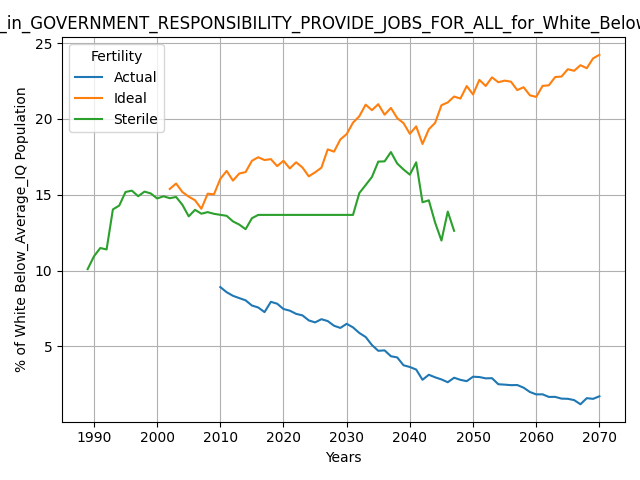 _in_GOVERNMENT_RESPONSIBILITY_PROVIDE_JOBS_FOR_ALL_for_White_Below
Fertility
Actual
Ideal
Sterile
% of White Below_Average_IQ Population
25
20
15
10
5
1990 2000 2010 2020 2030 2040 2050 2060 2070
Years